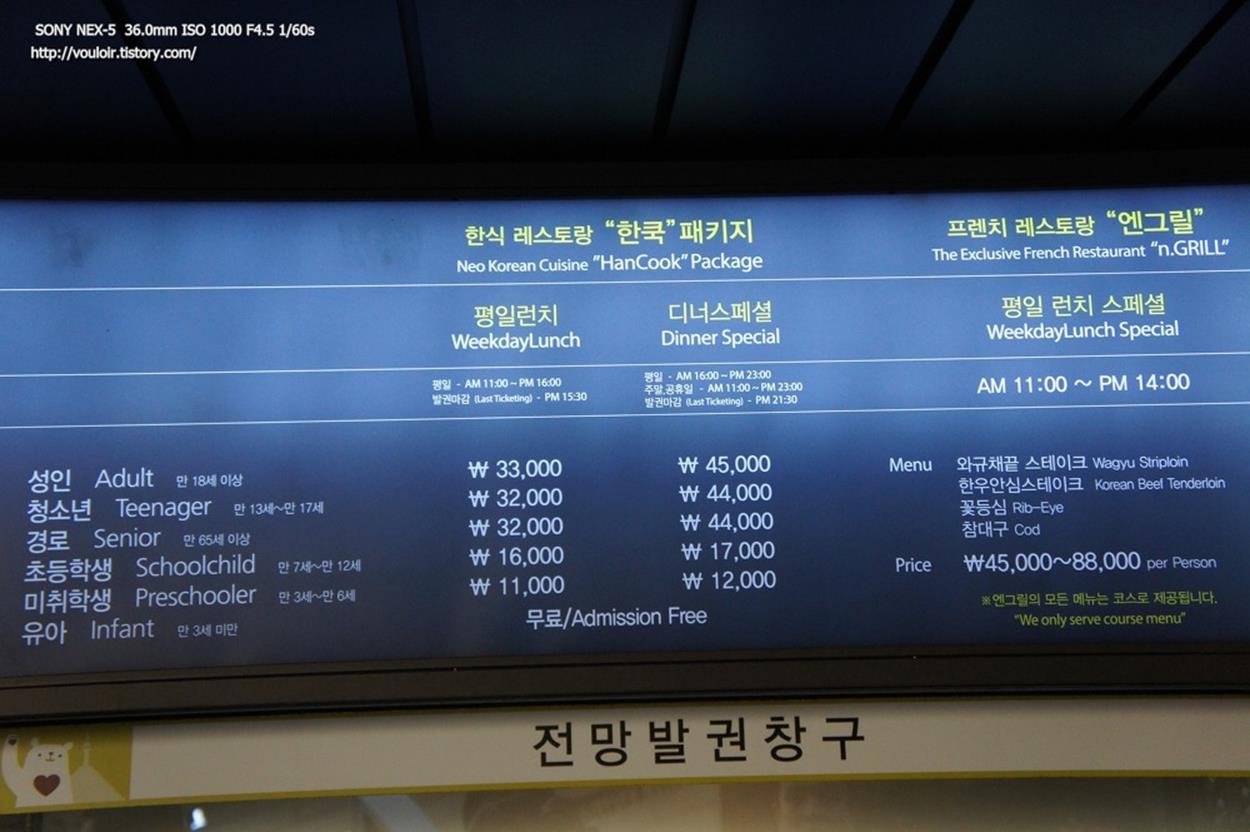 SONY NEX-5 36.0mm ISO 1000 F4.5 1/60s
http://vouloir.tistory.com/
한식 레스토랑 “한쿡”패키지
Neo Korean Cuisine ”HanCook”Package
프렌치 레스토랑 “엔그릴”
The Exclusive French Restaurant “n.GRILL”
평일런치
WeekdayLunch
디너스페셜
Dinner Special
평일 런치 스페셜
WeekdayLunch Special
평일 - AM 11:00 ~ PM 16:00
발권마감 (Last Ticketing) - PM 15:30
평일 - AM 16:00 ~ PM 23:00
주말,공휴일 - AM 11:00 ~ PM 23:00
발권마감 (Last Ticketing) - PM 21:30
AM 11:00 ~ PM 14:00
성인 Adult 만 18세 이상 ₩ 33,000 ₩ 45,000
청소년 Teenager 만 13세~만 17세 ₩ 32,000 ₩ 44,000
경로 Senior 만 65세 이상 ₩ 32,000 ₩ 44,000
초등학생 Schoolchild 만 7세~만 12세 ₩ 16,000 ₩ 17,000
미취학생 Preschooler 만 3세~만 6세 ₩ 11,000 ₩ 12,000
유아 Infant 만 3세 미만 무료/Admission Free
Menu 와규채끝 스테이크 Wagyu Striploin
한우안심스테이크 Korean Beef Tenderloin
꽃등심 Rib-Eye
참대구 Cod
Price ₩45,000~88,000 per Person
※엔그릴의 모든 메뉴는 코스로 제공됩니다.
“We only serve course menu”
전망발권창구